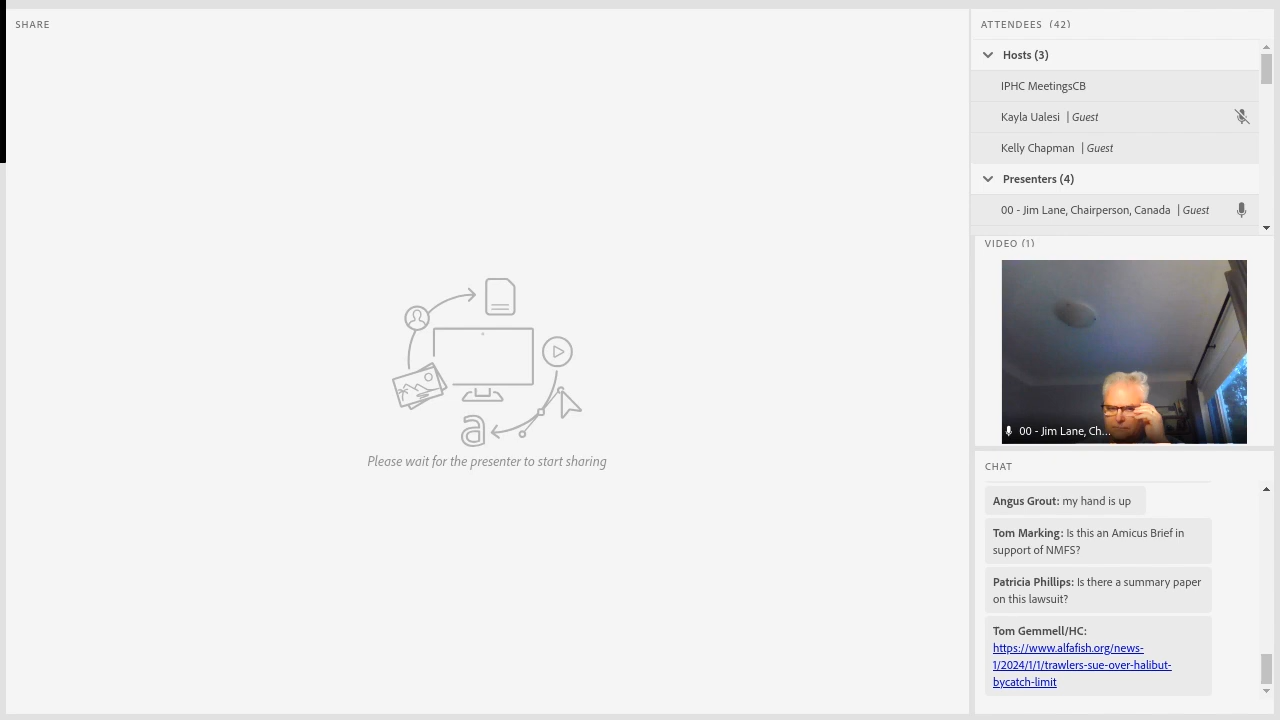 SHARE
Please wait for the presenter to start sharing
ATTENDEES (42)
Hosts (3)
IPHC MeetingsCB
Kayla Ualesi | Guest
Kelly Chapman | Guest
Presenters (4)
00 - Jim Lane, Chairperson, Canada | Guest
VIDEO (1)
00 - Jim Lane, Ch...
CHAT
Angus Grout: my hand is up
Tom Marking: Is this an Amicus Brief in
support of NMFS?
Patricia Phillips: Is there a summary paper
on this lawsuit?
Tom Gemmell/HC:
https://www.alfafish.org/news-
1/2024/1/1/trawlers-sue-over-halibut-
bycatch-limit